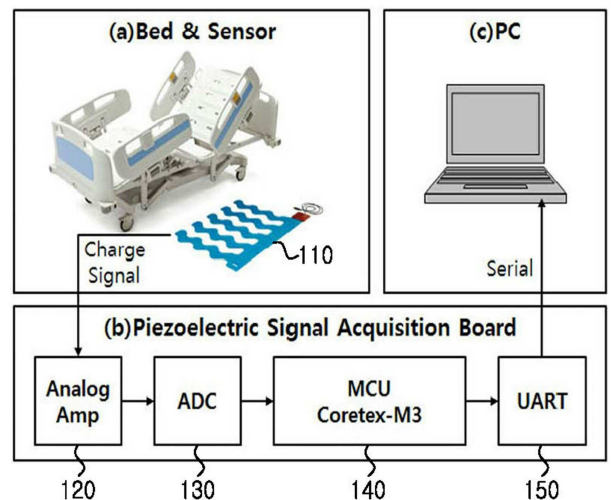 (a)Bed & Sensor
(c)PC
110
Charge
Signal
Serial
(b)Piezoelectric Signal Acquisition Board
Analog
Amp
ADC
MCU
Coretex-M3
UART
120
130
140
150